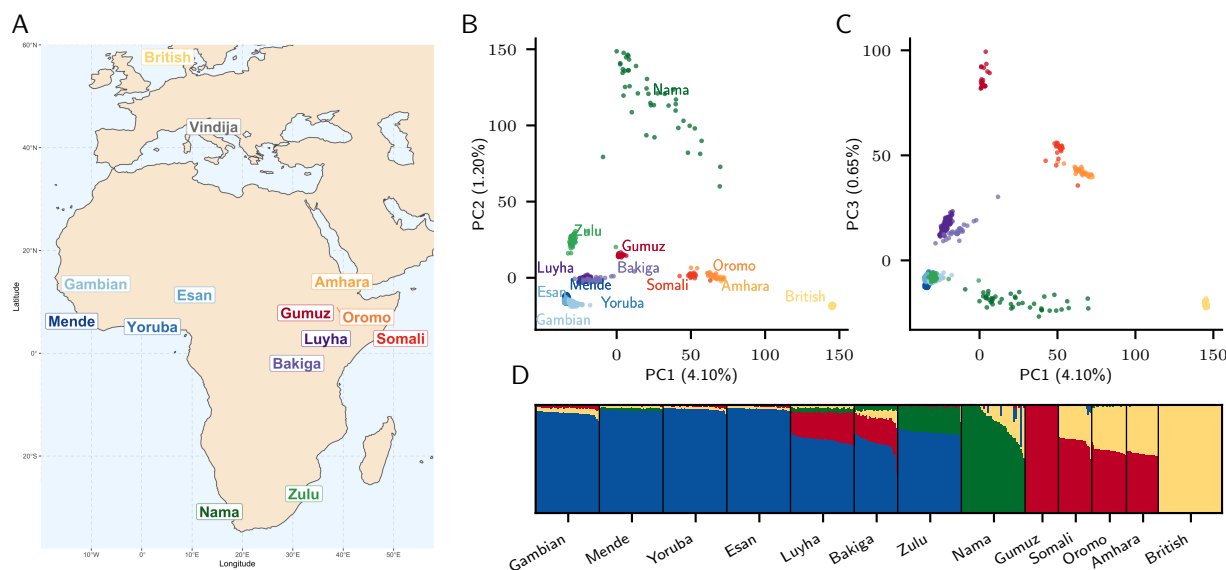 A
60°N
40°N
20°N
0°
20°S
10°W
0°
10°E
20°E
30°E
40°E
50°E
Latitude
Longitude
British
Vindija
Gambian
Esan
Mende
Yoruba
Amhara
Gumuz
Oromo
Luyha
Somali
Bakiga
Zulu
Nama
B
150
100
50
0
0
50
100
150
PC2 (1.20%)
PC1 (4.10%)
Nama
Zulu
Gumuz
Luyha
Bakiga
Oromo
Mende
Somali
Amhara
Esan
Yoruba
British
Gambian
C
100
50
0
0
50
100
150
PC3 (0.65%)
PC1 (4.10%)
D
Gambian
Mende
Yoruba
Esan
Luyha
Bakiga
Zulu
Nama
Gumuz
Somali
Oromo
Amhara
British